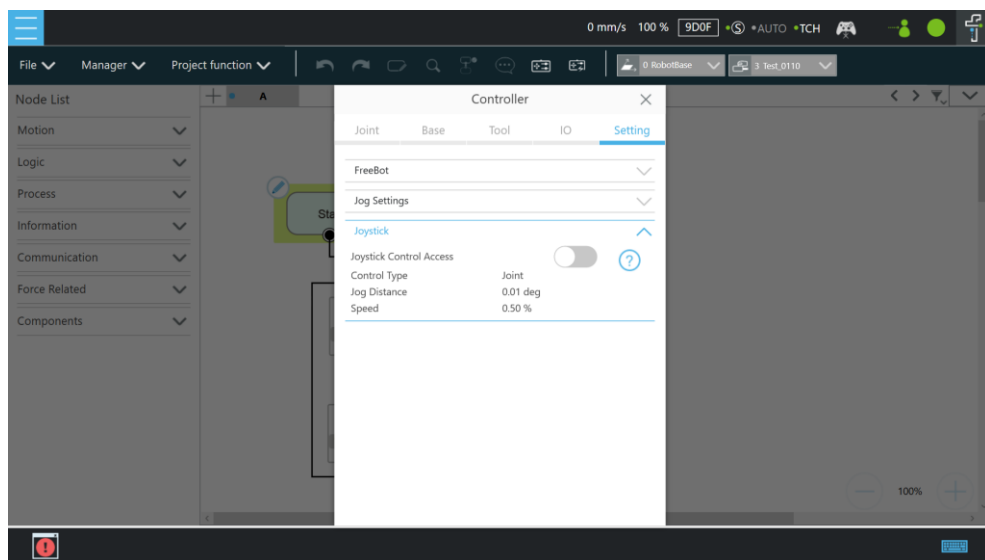 0 mm/s 100 % 9D0F S AUTO TCH
File Manager Project function 0 RobotBase 3 Test_0110
Node List
A
Motion
Logic
Process
Information
Communication
Force Related
Components
Sta
Controller
Joint Base Tool IO Setting
FreeBot
Jog Settings
Joystick
Joystick Control Access
?
Control Type Joint
Jog Distance 0.01 deg
Speed 0.50 %
100%